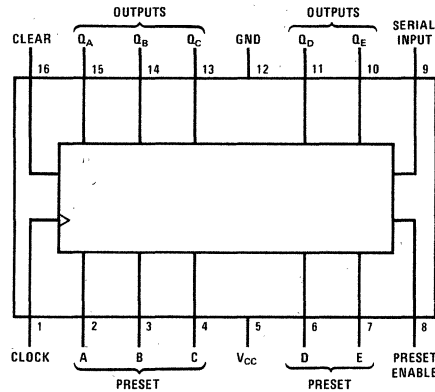 OUTPUTS OUTPUTS
CLEAR QA QB QC GND QD QE SERIAL INPUT
16 15 14 13 12 11 10 9
1 2 3 4 5 6 7 8
CLOCK A B C VCC D E PRESET ENABLE
PRESET PRESET